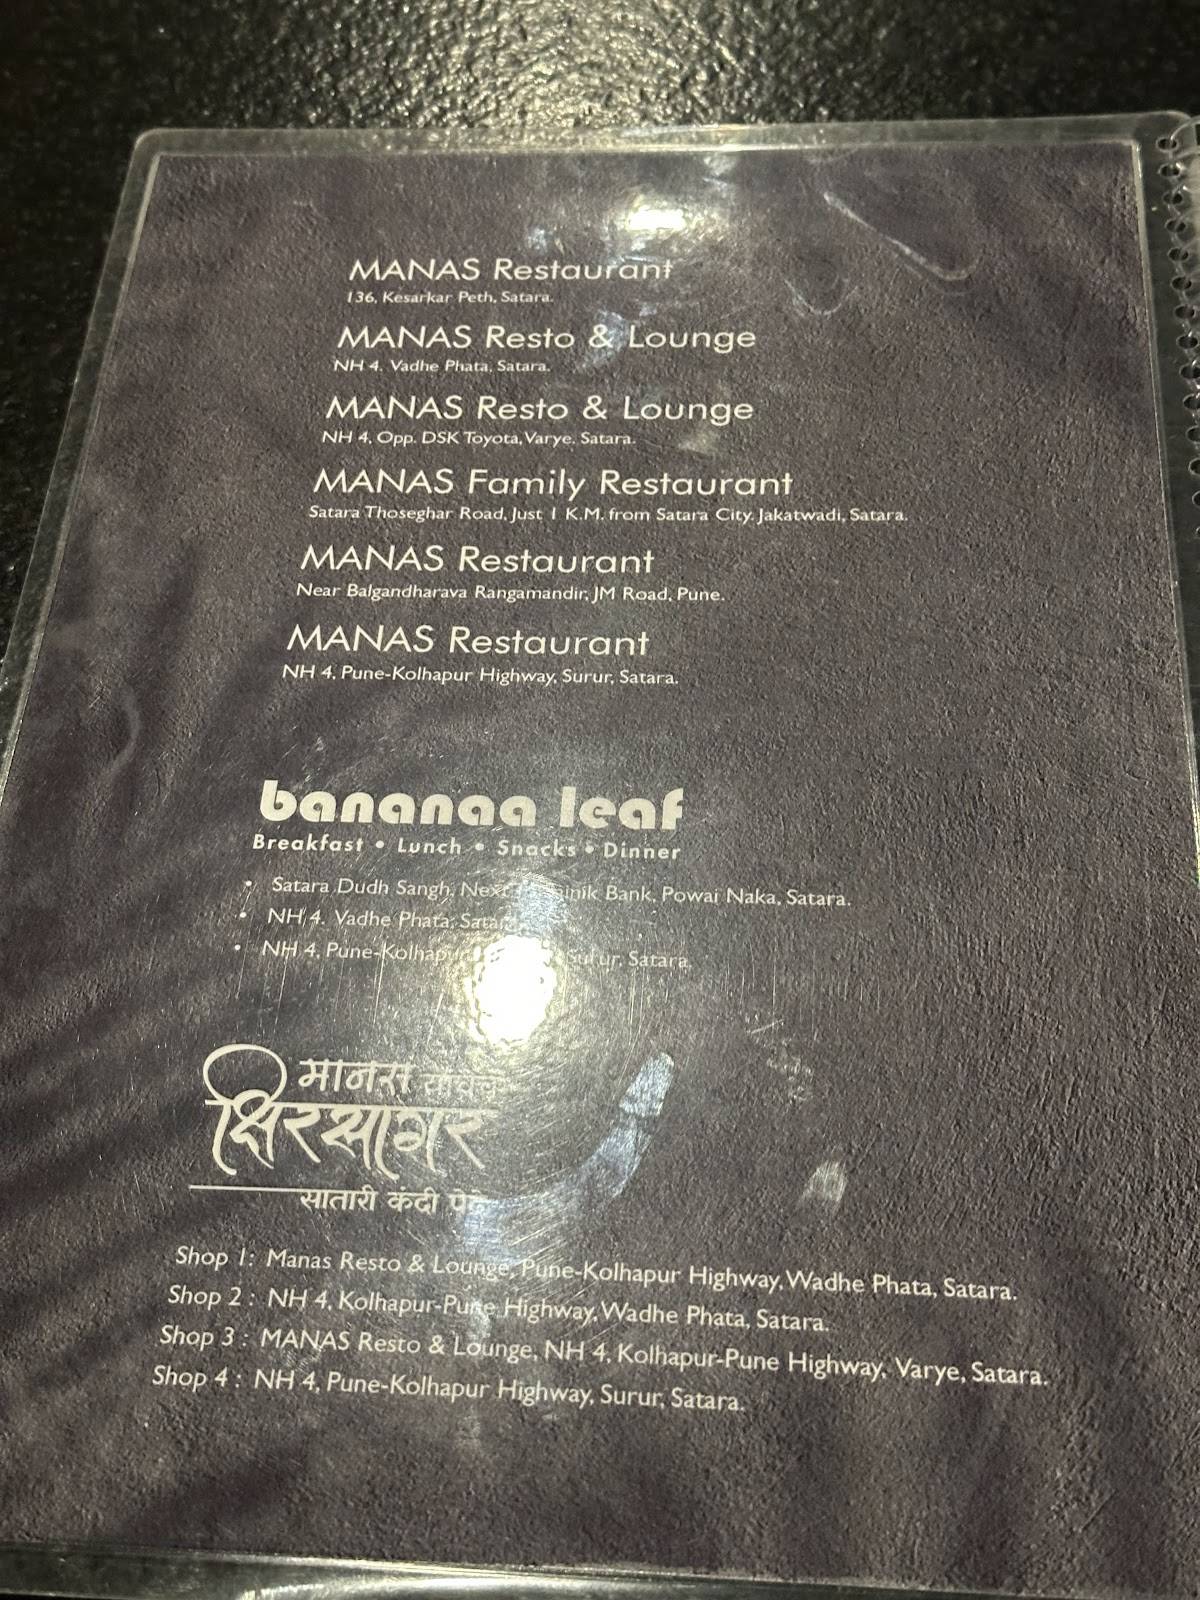 MANAS Restaurant
136, Kesarkar Peth, Satara.
MANAS Resto & Lounge
NH 4, Vadhe Phata, Satara.
MANAS Resto & Lounge
NH 4, Opp. DSK Toyota, Varye, Satara.
MANAS Family Restaurant
Satara Thoseghar Road, Just 1 K.M. from Satara City. Jakatwadi, Satara.
MANAS Restaurant
Near Balgandharava Rangamandir, JM Road, Pune.
MANAS Restaurant
NH 4, Pune-Kolhapur Highway, Surur, Satara.
bananaa leaf
Breakfast • Lunch • Snacks • Dinner
• Satara Dudh Sangh, Next Bank, Powai Naka, Satara.
• NH 4. Vadhe Phata, Satara
• NH 4, Pune-Kolhapur Surur, Satara.
मानस
क्षिरसागर
सातारी कंदी पेढे
Shop 1: Manas Resto & Lounge, Pune-Kolhapur Highway, Wadhe Phata, Satara.
Shop 2 : NH 4, Kolhapur-Pune Highway, Wadhe Phata, Satara.
Shop 3 : MANAS Resto & Lounge, NH 4, Kolhapur-Pune Highway, Varye, Satara.
Shop 4 : NH 4, Pune-Kolhapur Highway, Surur, Satara.